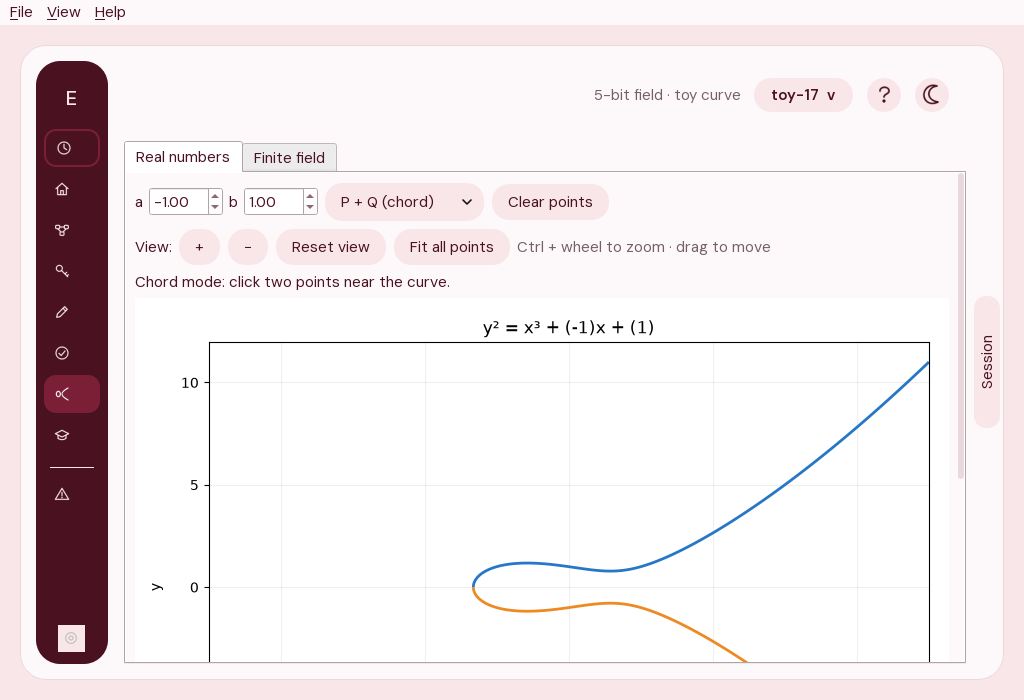 File View Help
E
5-bit field · toy curve toy-17 v ?
Real numbers Finite field
a -1.00 b 1.00 P + Q (chord) Clear points
View: + − Reset view Fit all points Ctrl + wheel to zoom · drag to move
Chord mode: click two points near the curve.
y² = x³ + (-1)x + (1)
10
5
0
y
Session